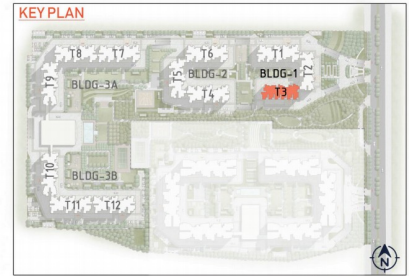 KEY PLAN
T8 T7 T6 T1
T9 BLDG-3A T5 BLDG-2 BLDG-1 T2
T4 T3
T10 BLDG-3B
T11 T12
N